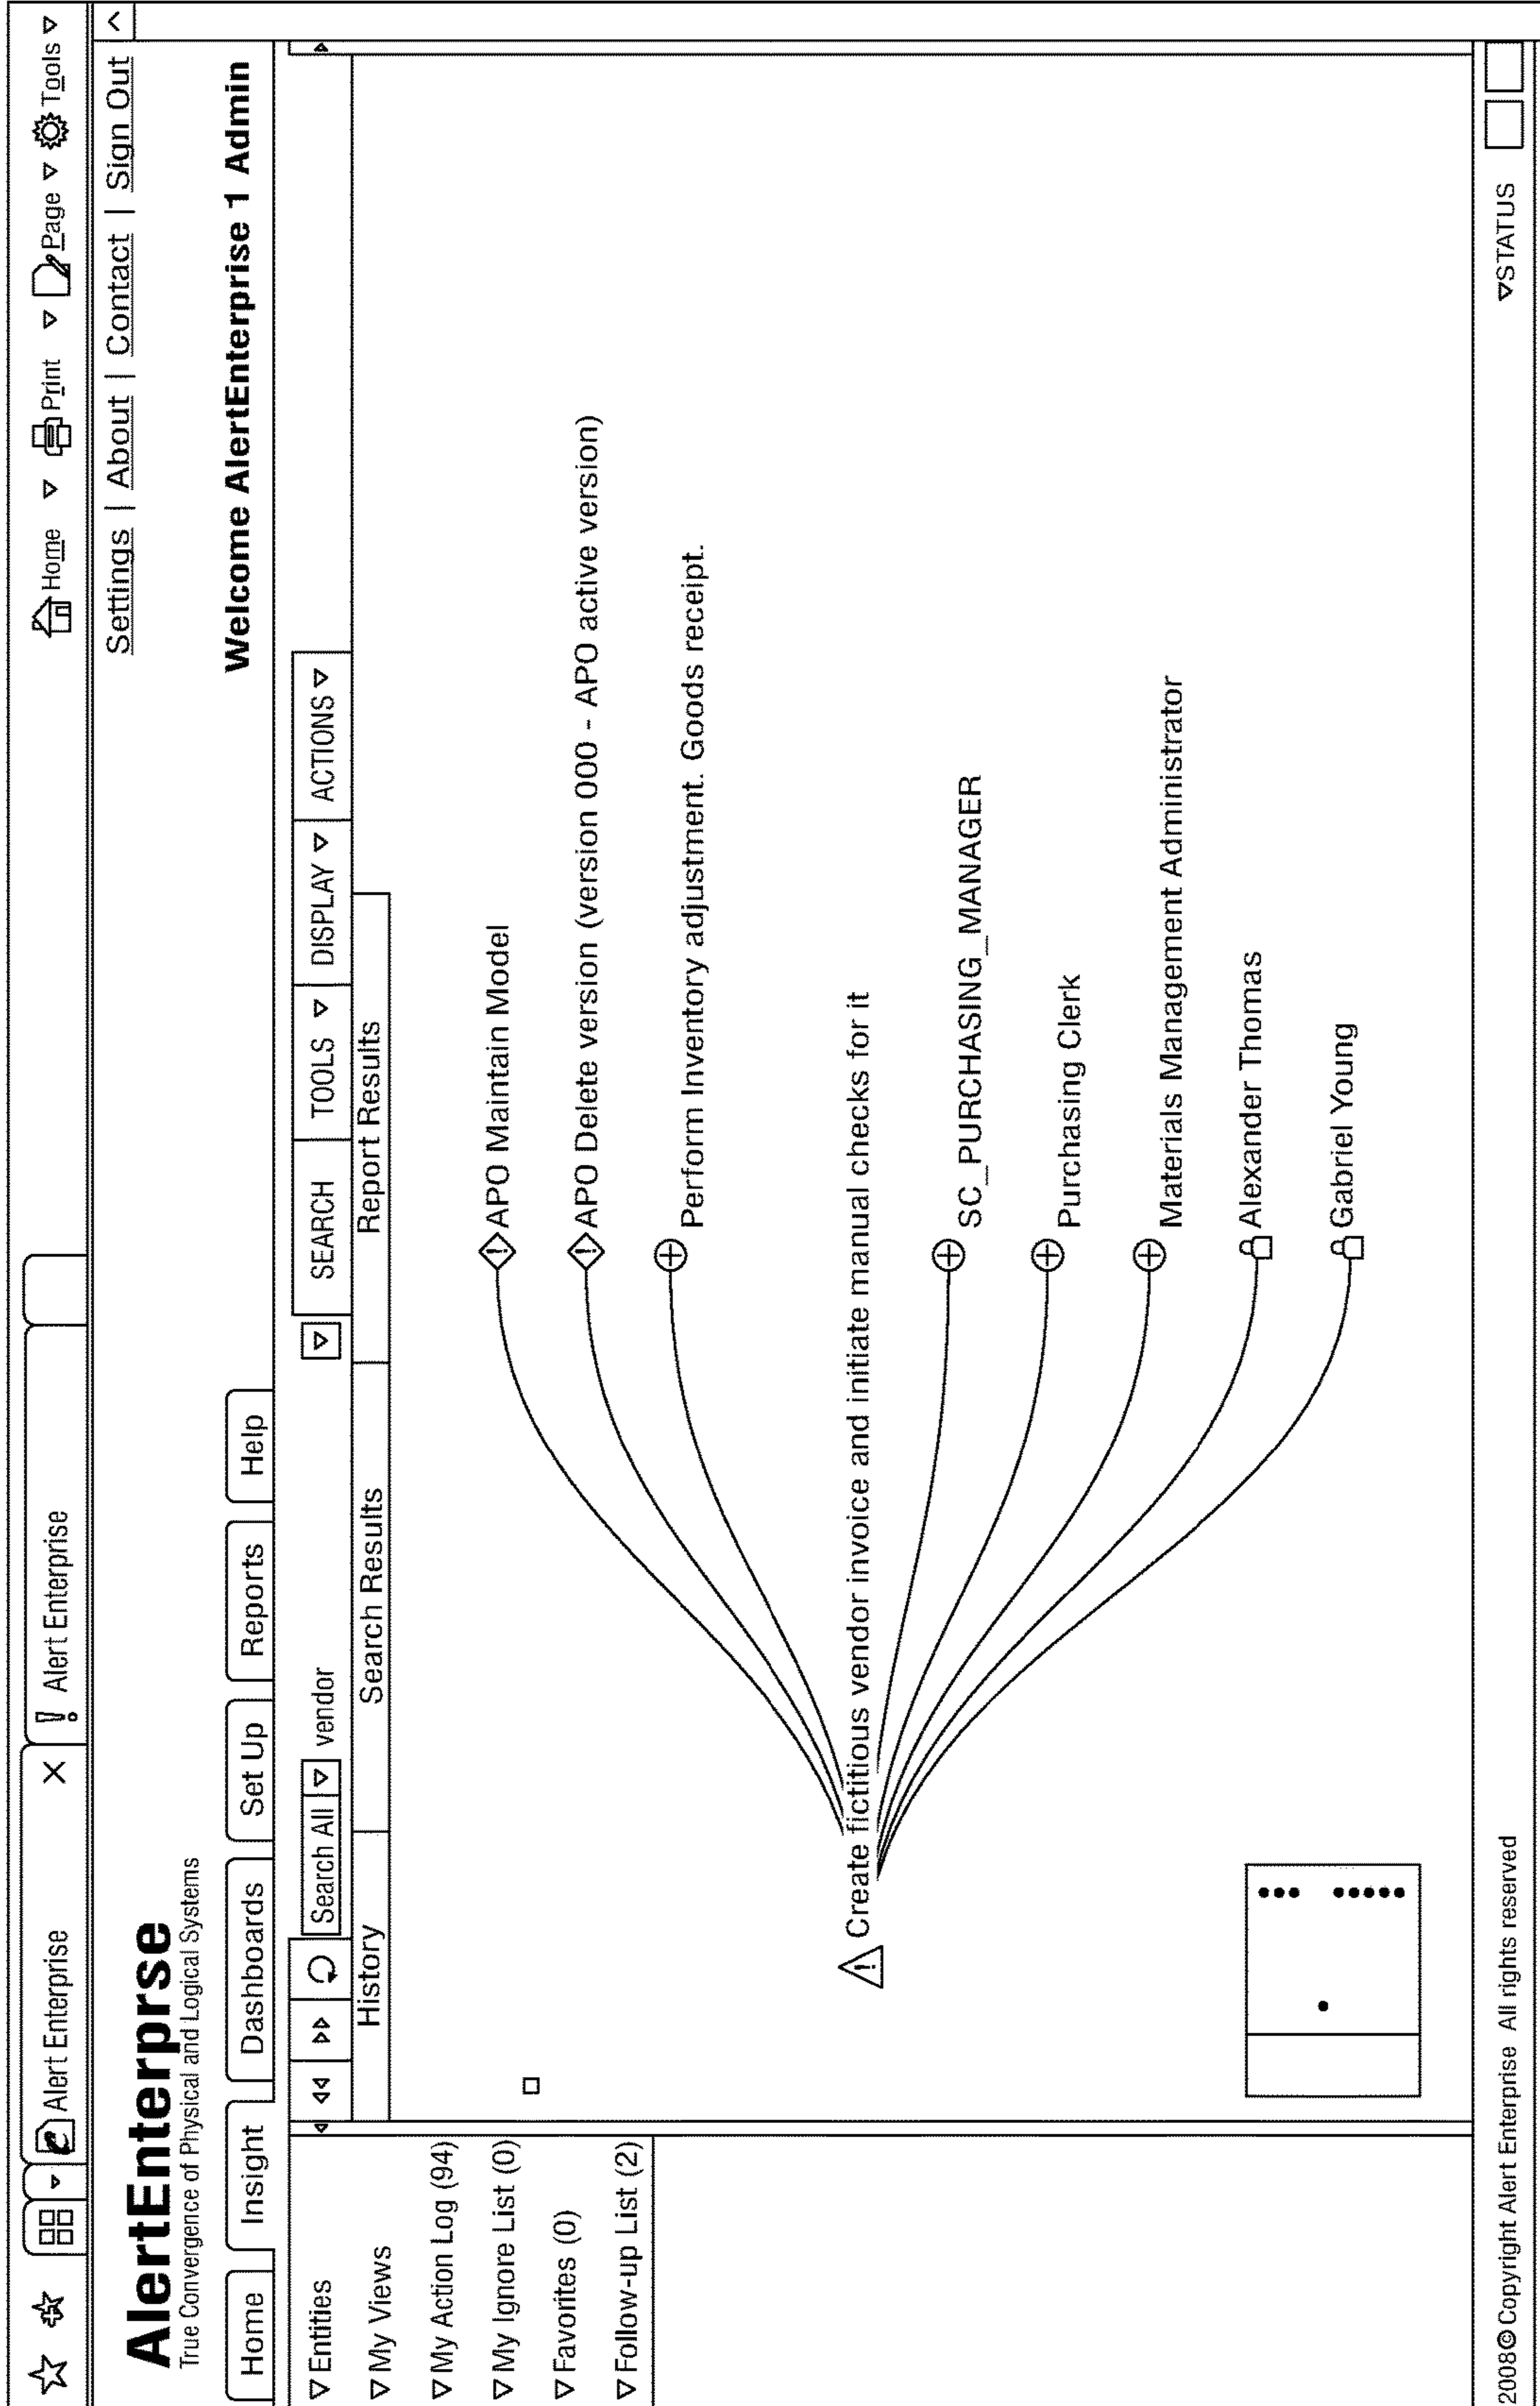 Home Print Page Tools
Alert Enterprise X Alert Enterprise
Settings | About | Contact | Sign Out
AlertEnterprse
True Convergence of Physical and Logical Systems
Welcome AlertEnterprise 1 Admin
Home Insight Dashboards Set Up Reports Help
Search All vendor SEARCH TOOLS DISPLAY ACTIONS
History Search Results Report Results
Entities
My Views
My Action Log (94)
My Ignore List (0)
Favorites (0)
Follow-up List (2)
APO Maintain Model
APO Delete version (version 000 - APO active version)
Perform Inventory adjustment. Goods receipt.
Create fictitious vendor invoice and initiate manual checks for it
SC_PURCHASING_MANAGER
Purchasing Clerk
Materials Management Administrator
Alexander Thomas
Gabriel Young
2008© Copyright Alert Enterprise All rights reserved
STATUS